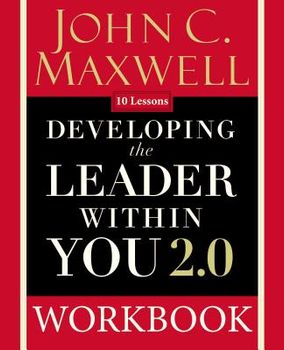 JOHN C.
MAXWELL
10 Lessons
DEVELOPING
the
LEADER
WITHIN
YOU 2.0
WORKBOOK